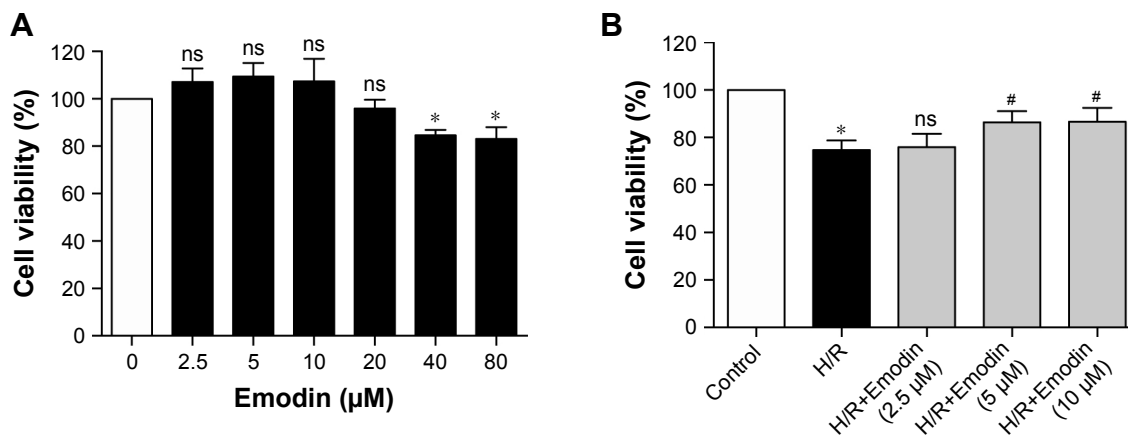 A
120
100
80
60
40
20
0
Cell viability (%)
ns
ns
ns
ns
*
*
0 2.5 5 10 20 40 80
Emodin (µM)
B
120
100
80
60
40
20
0
Cell viability (%)
*
ns
#
#
Control
H/R
H/R+Emodin
(2.5 µM)
H/R+Emodin
(5 µM)
H/R+Emodin
(10 µM)